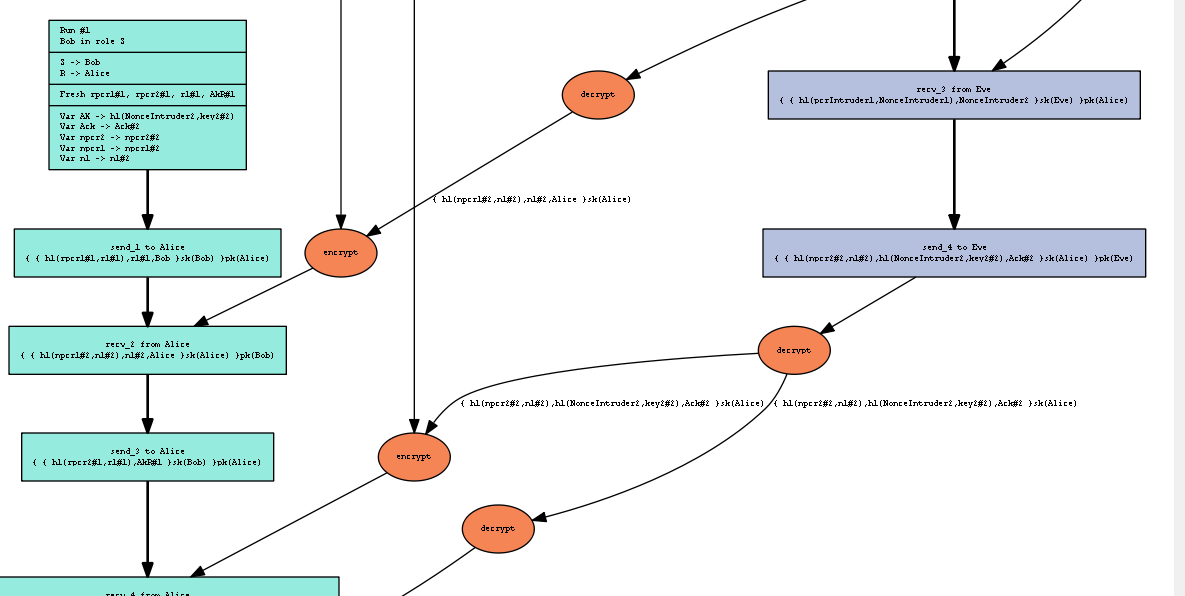 Run #1
Bob in role S
S -> Bob
R -> Alice
Fresh rpcr1#1, rpcr2#1, r1#1, AkR#1
Var AK -> h1(NonceIntruder2,key2#2)
Var Ack -> Ack#2
Var npcr2 -> npcr2#2
Var npcr1 -> npcr1#2
Var n1 -> n1#2
decrypt
recv_3 from Eve
{ { h1(pcrIntruder1,NonceIntruder1),NonceIntruder2 }sk(Eve) }pk(Alice)
{ h1(npcr1#2,n1#2),n1#2,Alice }sk(Alice)
send_1 to Alice
{ { h1(rpcr1#1,r1#1),r1#1,Bob }sk(Bob) }pk(Alice)
encrypt
send_4 to Eve
{ { h1(npcr2#2,n1#2),h1(NonceIntruder2,key2#2),Ack#2 }sk(Alice) }pk(Eve)
recv_2 from Alice
{ { h1(npcr1#2,n1#2),n1#2,Alice }sk(Alice) }pk(Bob)
decrypt
{ h1(npcr2#2,n1#2),h1(NonceIntruder2,key2#2),Ack#2 }sk(Alice)
{ h1(npcr2#2,n1#2),h1(NonceIntruder2,key2#2),Ack#2 }sk(Alice)
send_3 to Alice
{ { h1(rpcr2#1,r1#1),AkR#1 }sk(Bob) }pk(Alice)
encrypt
decrypt
recv_4 from Alice